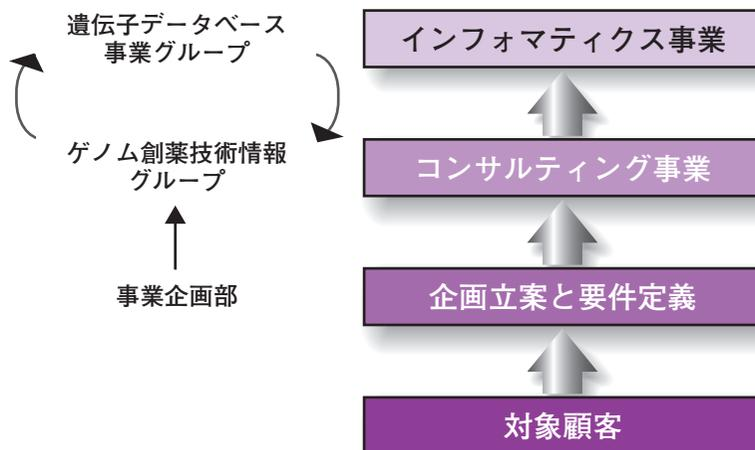 遺伝子データベース
事業グループ
ゲノム創薬技術情報
グループ
事業企画部
インフォマティクス事業
コンサルティング事業
企画立案と要件定義
対象顧客